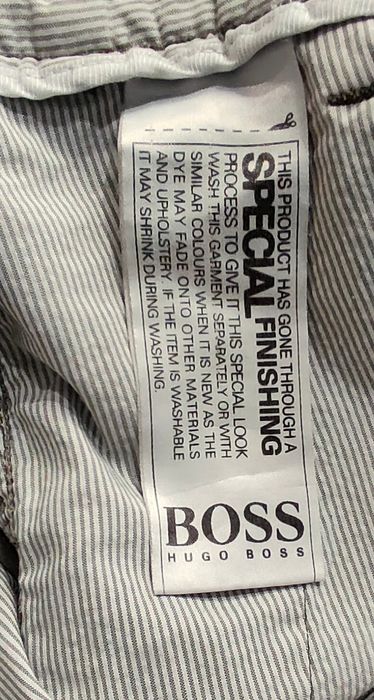 THIS PRODUCT HAS GONE THROUGH A
SPECIAL FINISHING
PROCESS TO GIVE IT THIS SPECIAL LOOK
WASH THIS GARMENT SEPARATELY OR WITH
SIMILAR COLOURS WHEN IT IS NEW AS THE
DYE MAY FADE ONTO OTHER MATERIALS
AND UPHOLSTERY. IF THE ITEM IS WASHABLE
IT MAY SHRINK DURING WASHING.
BOSS
HUGO BOSS